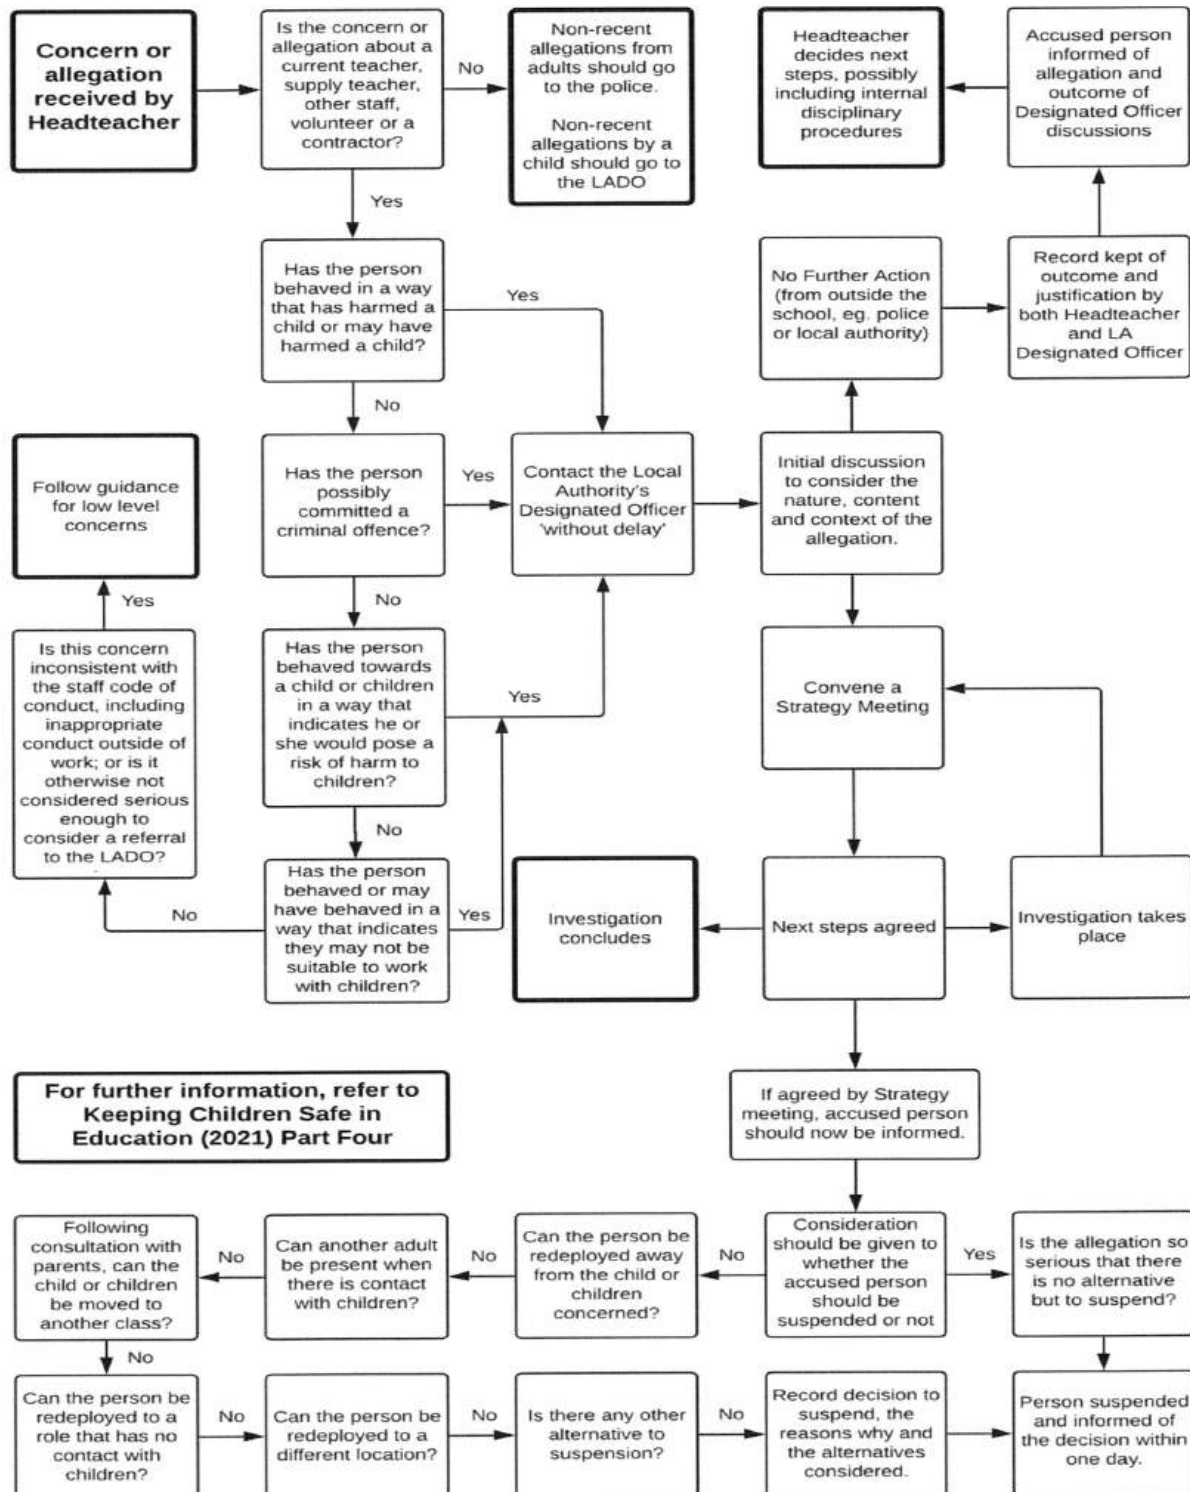 Concern or
allegation
received by
Headteacher
Is the concern or
allegation about a
current teacher,
supply teacher,
other staff,
volunteer or a
contractor?
No
Non-recent
allegations from
adults should go
to the police.
Non-recent
allegations by a
child should go to
the LADO
Headteacher
decides next
steps, possibly
including internal
disciplinary
procedures
Accused person
informed of
allegation and
outcome of
Designated Officer
discussions
Yes
Has the person
behaved in a way
that has harmed a
child or may have
harmed a child?
Yes
No Further Action
(from outside the
school, eg. police
or local authority)
Record kept of
outcome and
justification by
both Headteacher
and LA
Designated Officer
No
Follow guidance
for low level
concerns
Has the person
possibly
committed a
criminal offence?
Yes
Contact the Local
Authority's
Designated Officer
'without delay'
Initial discussion
to consider the
nature, content
and context of the
allegation.
Yes
No
Is this concern
inconsistent with
the staff code of
conduct, including
inappropriate
conduct outside of
work; or is it
otherwise not
considered serious
enough to
consider a referral
to the LADO?
Has the person
behaved towards
a child or children
in a way that
indicates he or
she would pose a
risk of harm to
children?
Yes
Convene a
Strategy Meeting
No
No
Has the person
behaved or may
have behaved in a
way that indicates
they may not be
suitable to work
with children?
Yes
Investigation
concludes
Next steps agreed
Investigation takes
place
For further information, refer to
Keeping Children Safe in
Education (2021) Part Four
If agreed by Strategy
meeting, accused person
should now be informed.
Following
consultation with
parents, can the
child or children
be moved to
another class?
No
Can another adult
be present when
there is contact
with children?
No
Can the person be
redeployed away
from the child or
children
concerned?
No
Consideration
should be given to
whether the
accused person
should be
suspended or not
Yes
Is the allegation so
serious that there
is no alternative
but to suspend?
No
Can the person be
redeployed to a
role that has no
contact with
children?
No
Can the person be
redeployed to a
different location?
No
Is there any other
alternative to
suspension?
No
Record decision to
suspend, the
reasons why and
the alternatives
considered.
Person suspended
and informed of
the decision within
one day.